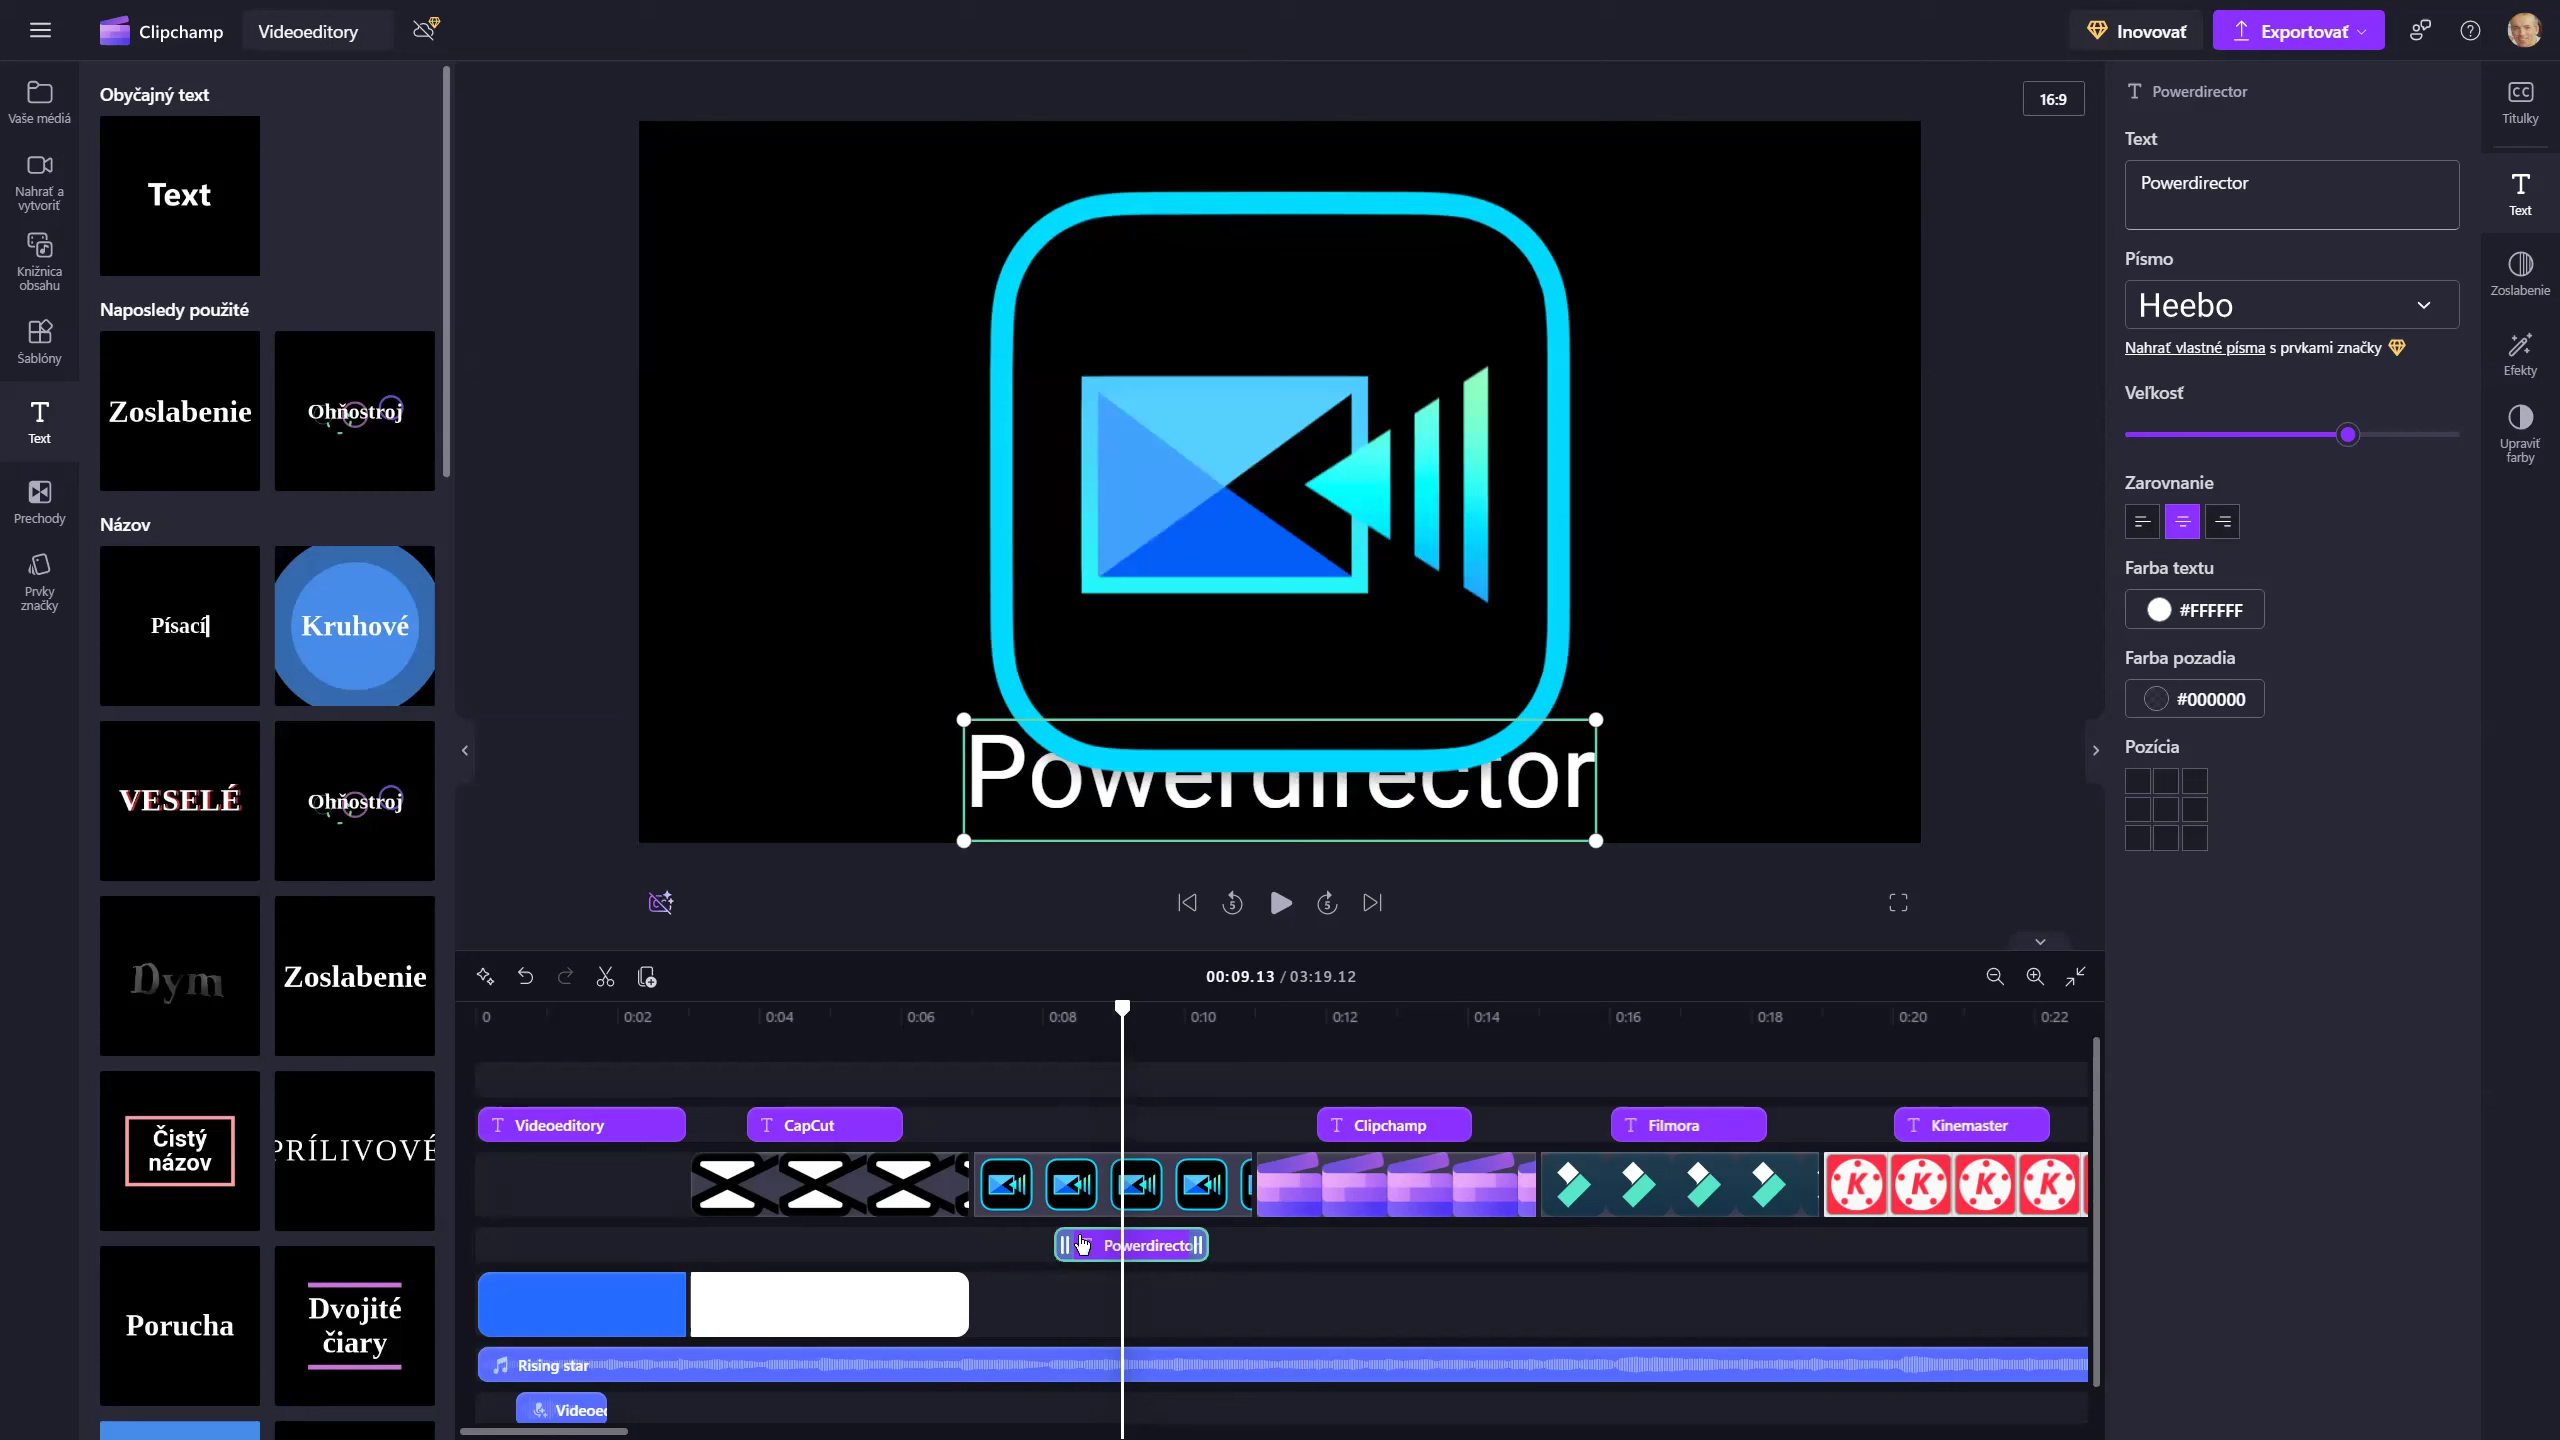 Clipchamp
Videoeditory
Inovovať
Exportovať
Vaše médiá
Nahrať a
vytvoriť
Knižnica
obsahu
Šablóny
Text
Prechody
Prvky
značky
Obyčajný text
Text
Naposledy použité
Zoslabenie
Ohňostroj
Názov
Písací
Kruhové
VESELÉ
Ohňostroj
Dym
Zoslabenie
Čistý
názov
PRÍLIVOVÉ
Porucha
Dvojité
čiary
16:9
Powerdirector
5
5
00:09.13 / 03:19.12
0
0:02
0:04
0:06
0:08
0:10
0:12
0:14
0:16
0:18
0:20
0:22
Videoeditory
CapCut
Clipchamp
Filmora
Kinemaster
K K K K
Powerdirecto
Rising star
Videoed
Powerdirector
Text
Powerdirector
Písmo
Heebo
Nahrať vlastné písma s prvkami značky
Veľkosť
Zarovnanie
Farba textu
#FFFFFF
Farba pozadia
#000000
Pozícia
CC
Titulky
Text
Zoslabenie
Efekty
Upraviť
farby